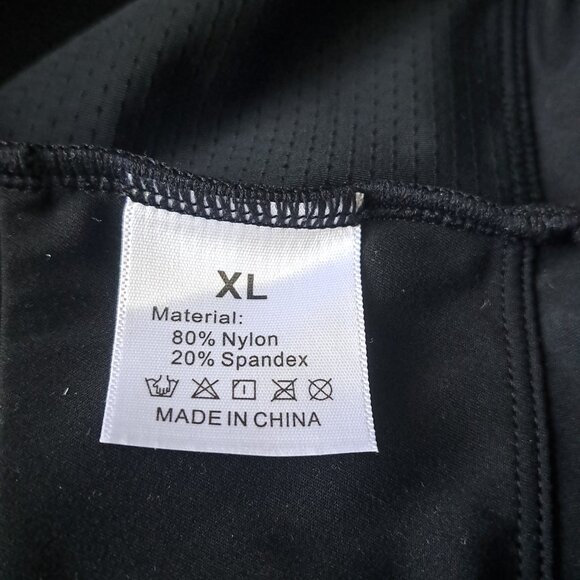 XL
Material:
80% Nylon
20% Spandex
MADE IN CHINA